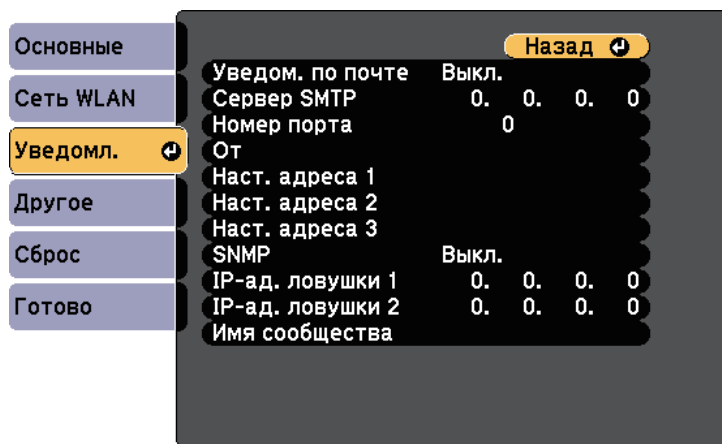 Основные
Сеть WLAN
Уведомл.
Другое
Сброс
Готово
Назад
Уведом. по почте Выкл.
Сервер SMTP 0. 0. 0. 0
Номер порта 0
От
Наст. адреса 1
Наст. адреса 2
Наст. адреса 3
SNMP Выкл.
IP-ад. ловушки 1 0. 0. 0. 0
IP-ад. ловушки 2 0. 0. 0. 0
Имя сообщества